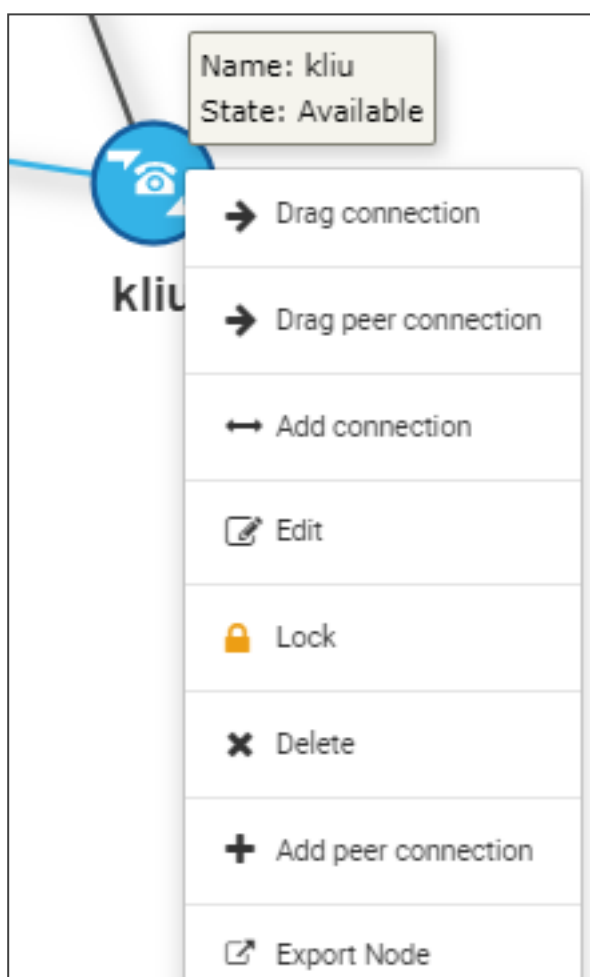 Name: kliu
State: Available
kliu
Drag connection
Drag peer connection
Add connection
Edit
Lock
Delete
Add peer connection
Export Node